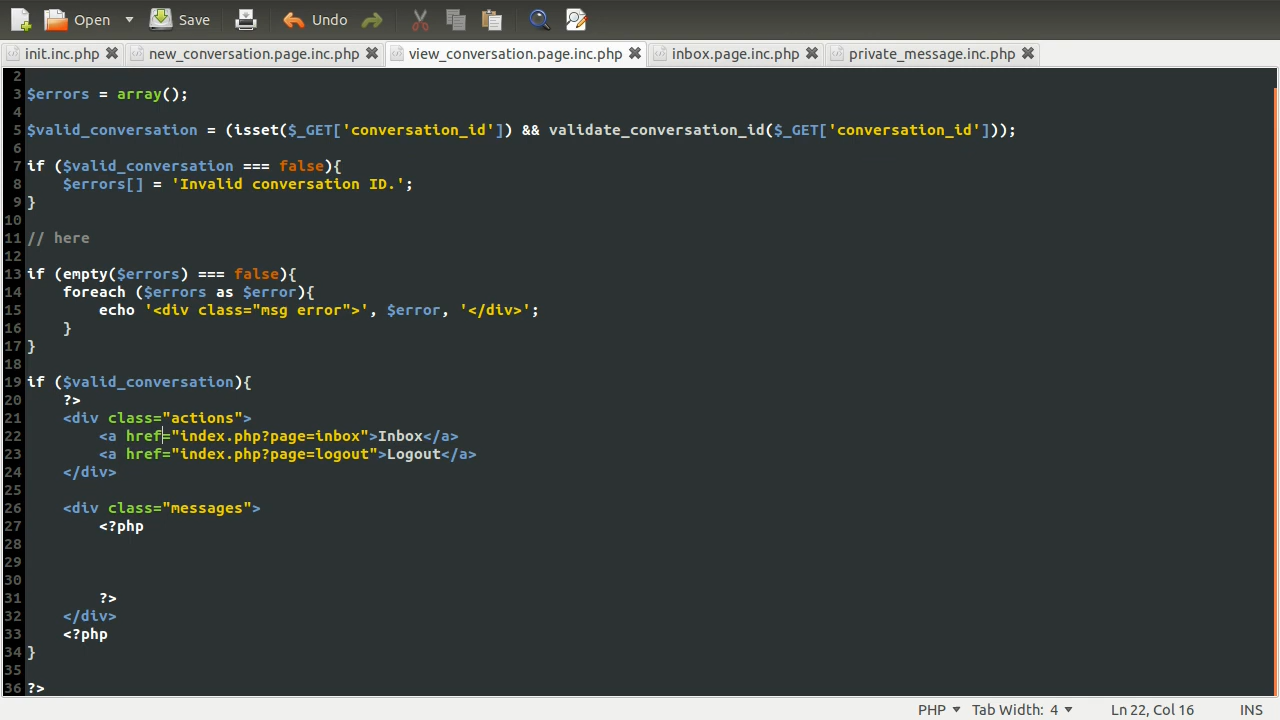 Open Save Undo
init.inc.php new_conversation.page.inc.php view_conversation.page.inc.php inbox.page.inc.php private_message.inc.php
2
3 $errors = array();
4
5 $valid_conversation = (isset($_GET['conversation_id']) && validate_conversation_id($_GET['conversation_id']));
6
7 if ($valid_conversation === false){
8 $errors[] = 'Invalid conversation ID.';
9 }
10
11 // here
12
13 if (empty($errors) === false){
14 foreach ($errors as $error){
15 echo '<div class="msg error">', $error, '</div>';
16 }
17 }
18
19 if ($valid_conversation){
20 ?>
21 <div class="actions">
22 <a href="index.php?page=inbox">Inbox</a>
23 <a href="index.php?page=logout">Logout</a>
24 </div>
25
26 <div class="messages">
27 <?php
28
29
30
31 ?>
32 </div>
33 <?php
34 }
35
36 ?>
PHP Tab Width: 4 Ln 22, Col 16 INS